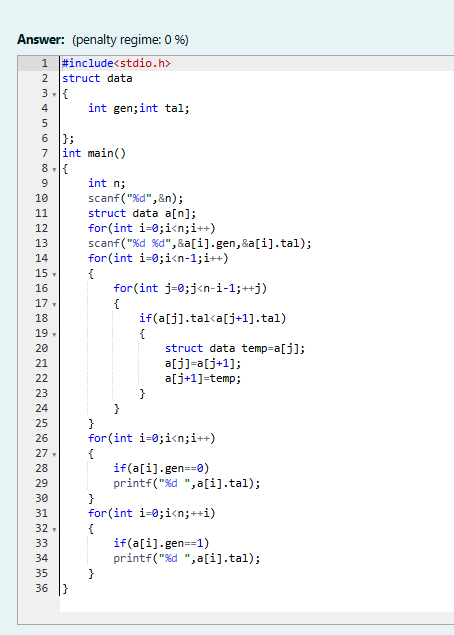 Answer: (penalty regime: 0 %)
1 #include<stdio.h>
2 struct data
3 {
4     int gen;int tal;
5
6 };
7 int main()
8 {
9     int n;
10     scanf("%d",&n);
11     struct data a[n];
12     for(int i=0;i<n;i++)
13     scanf("%d %d",&a[i].gen,&a[i].tal);
14     for(int i=0;i<n-1;i++)
15     {
16         for(int j=0;j<n-i-1;++j)
17         {
18             if(a[j].tal<a[j+1].tal)
19             {
20                 struct data temp=a[j];
21                 a[j]=a[j+1];
22                 a[j+1]=temp;
23             }
24         }
25     }
26     for(int i=0;i<n;i++)
27     {
28         if(a[i].gen==0)
29         printf("%d ",a[i].tal);
30     }
31     for(int i=0;i<n;++i)
32     {
33         if(a[i].gen==1)
34         printf("%d ",a[i].tal);
35     }
36 }